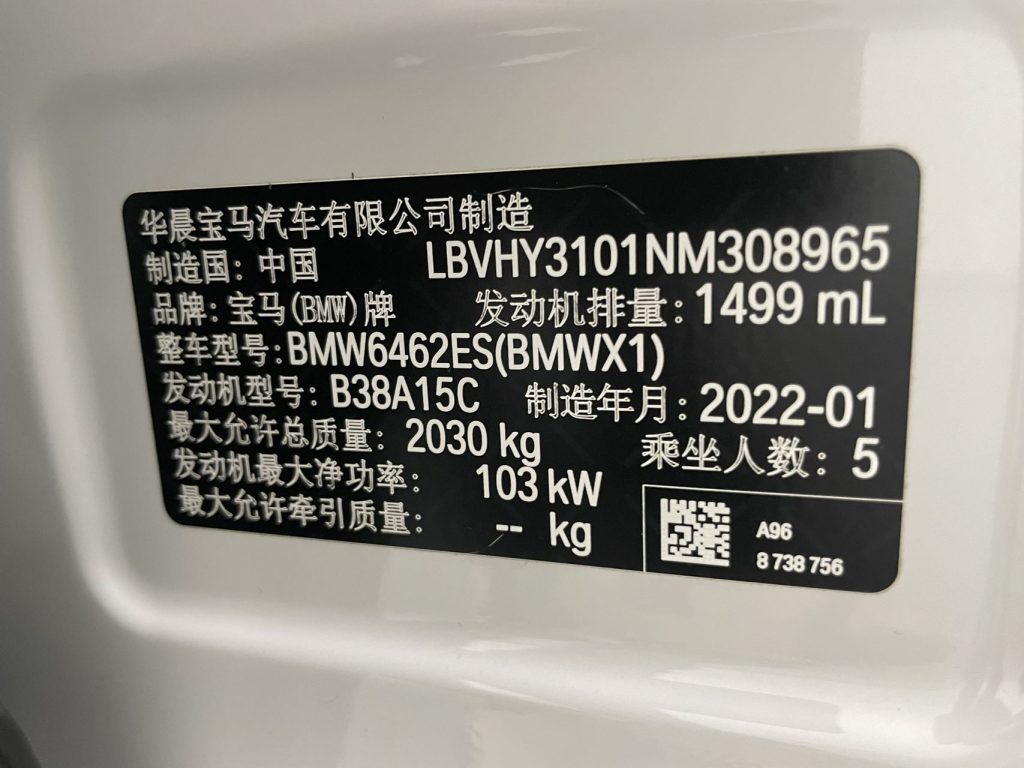 华晨宝马汽车有限公司制造
制造国: 中国 LBVHY3101NM308965
品牌: 宝马(BMW)牌 发动机排量: 1499 mL
整车型号: BMW6462ES(BMWX1)
发动机型号: B38A15C 制造年月: 2022-01
最大允许总质量: 2030 kg 乘坐人数: 5
发动机最大净功率: 103 kW
最大允许牵引质量: -- kg
A96
8 738 756